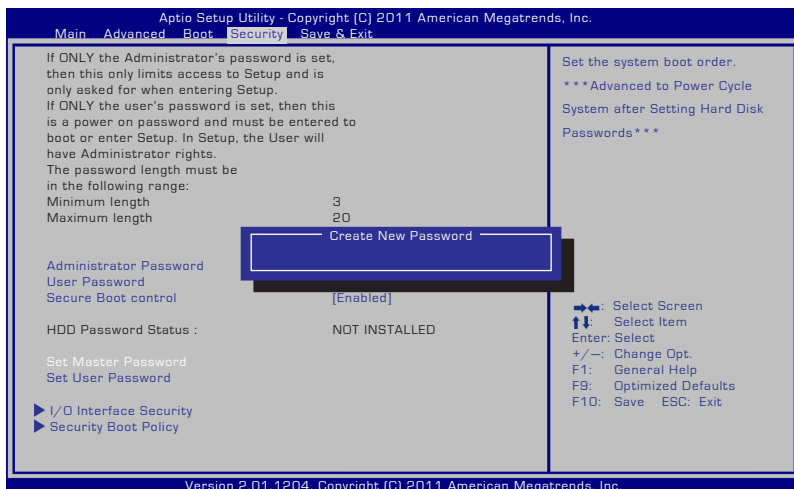 Aptio Setup Utility - Copyright (C) 2011 American Megatrends, Inc.
Main Advanced Boot Security Save & Exit
If ONLY the Administrator's password is set,
then this only limits access to Setup and is
only asked for when entering Setup.
If ONLY the user's password is set, then this
is a power on password and must be entered to
boot or enter Setup. In Setup, the User will
have Administrator rights.
The password length must be
in the following range:
Minimum length 3
Maximum length 20
Create New Password
Administrator Password
User Password
Secure Boot control [Enabled]
HDD Password Status : NOT INSTALLED
Set Master Password
Set User Password
I/O Interface Security
Security Boot Policy
Set the system boot order.
***Advanced to Power Cycle
System after Setting Hard Disk
Passwords***
→←: Select Screen
↑↓: Select Item
Enter: Select
+/—: Change Opt.
F1: General Help
F9: Optimized Defaults
F10: Save ESC: Exit
Version 2.01.1204. Copyright (C) 2011 American Megatrends, Inc.